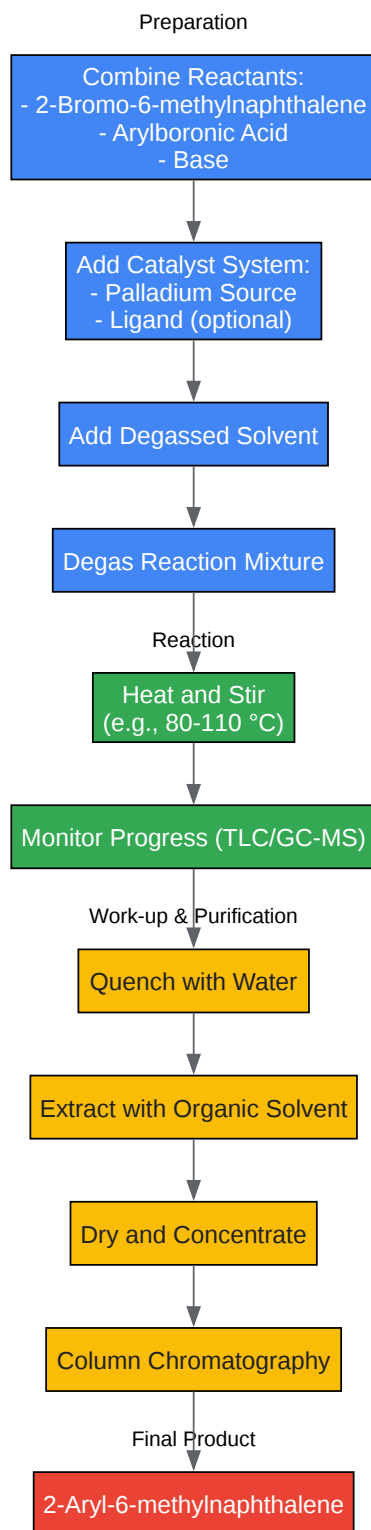 Preparation
Combine Reactants:
- 2-Bromo-6-methylnaphthalene
- Arylboronic Acid
- Base
Add Catalyst System:
- Palladium Source
- Ligand (optional)
Add Degassed Solvent
Degas Reaction Mixture
Reaction
Heat and Stir
(e.g., 80-110 °C)
Monitor Progress (TLC/GC-MS)
Work-up & Purification
Quench with Water
Extract with Organic Solvent
Dry and Concentrate
Column Chromatography
Final Product
2-Aryl-6-methylnaphthalene